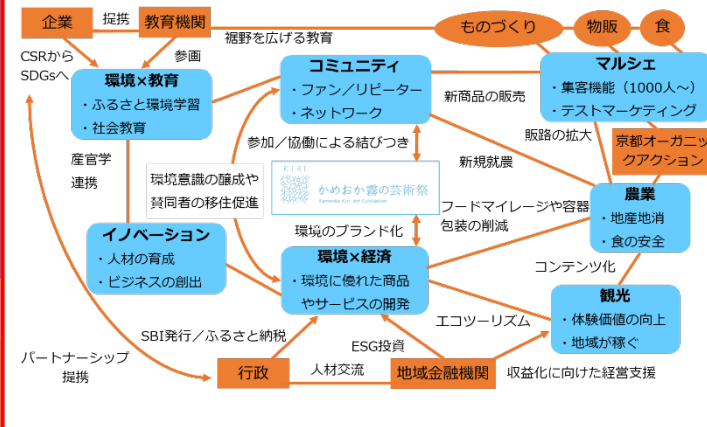 企業
提携
教育機関
裾野を広げる教育
ものづくり
物販
食
CSRから
SDGsへ
参画
環境×教育
・ふるさと環境学習
・社会教育
コミュニティ
・ファン／リピーター
・ネットワーク
新商品の販売
マルシェ
・集客機能（1000人～）
・テストマーケティング
参加／協働による結びつき
販路の拡大
京都オーガニッ
クアクション
産官学
連携
環境意識の醸成や
賛同者の移住促進
KIRI
かめおか霧の芸術祭
新規就農
農業
・地産地消
・食の安全
フードマイレージや容器
包装の削減
環境のブランド化
イノベーション
・人材の育成
・ビジネスの創出
環境×経済
・環境に優れた商品
やサービスの開発
コンテンツ化
観光
・体験価値の向上
・地域が稼ぐ
エコツーリズム
SBI発行／ふるさと納税
ESG投資
パートナーシップ
提携
行政
人材交流
地域金融機関
収益化に向けた経営支援